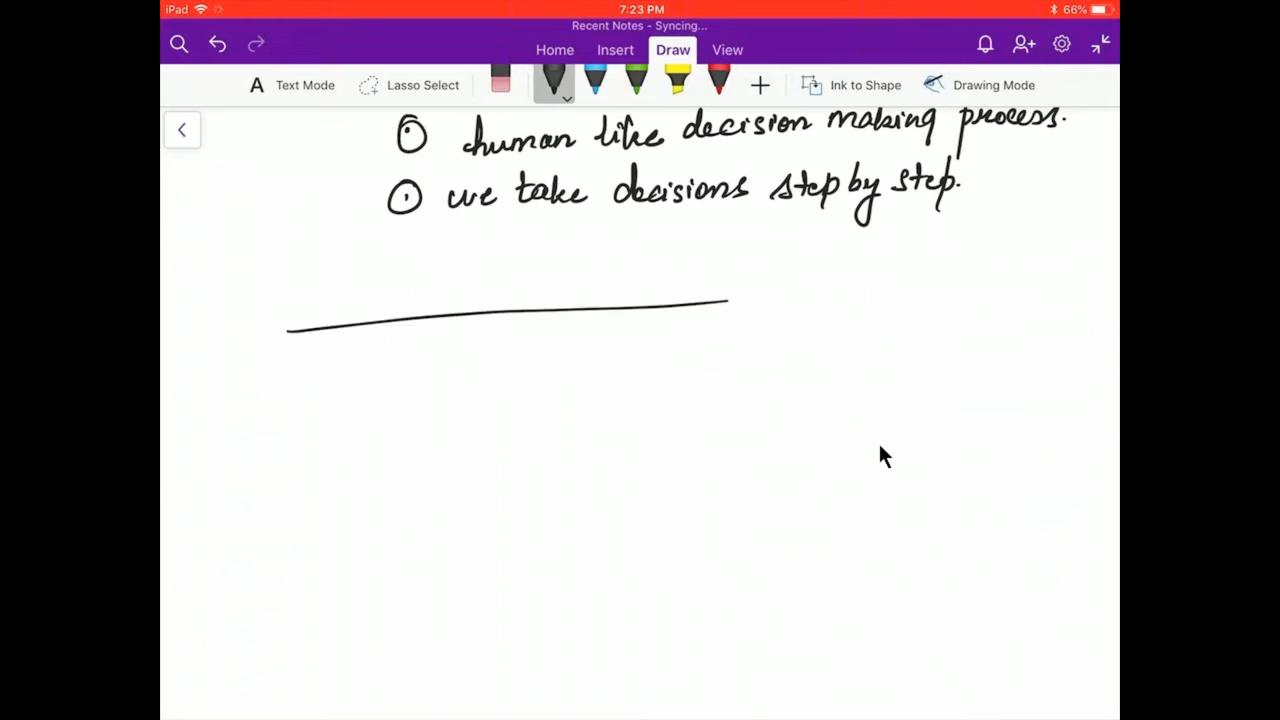 iPad 7:23 PM 66%
Recent Notes - Syncing...
Home Insert Draw View
A Text Mode Lasso Select Ink to Shape Drawing Mode
human like decision making process.
we take decisions step by step.